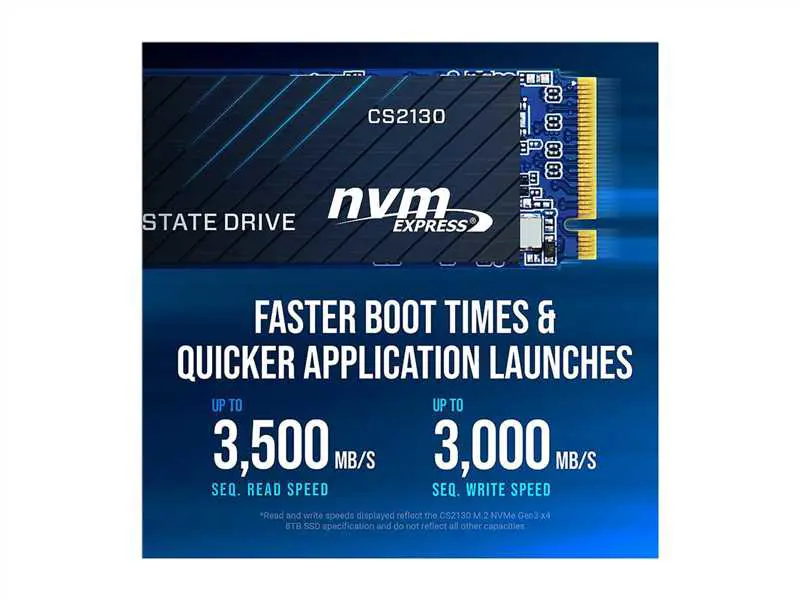 CS2130
STATE DRIVE
nvm
EXPRESS®
FASTER BOOT TIMES &
QUICKER APPLICATION LAUNCHES
UP TO
3,500 MB/S
SEQ. READ SPEED
UP TO
3,000 MB/S
SEQ. WRITE SPEED
*Read and write speeds displayed reflect the CS2130 M.2 NVMe Gen3 x4
8TB SSD specification and do not reflect all other capacities.